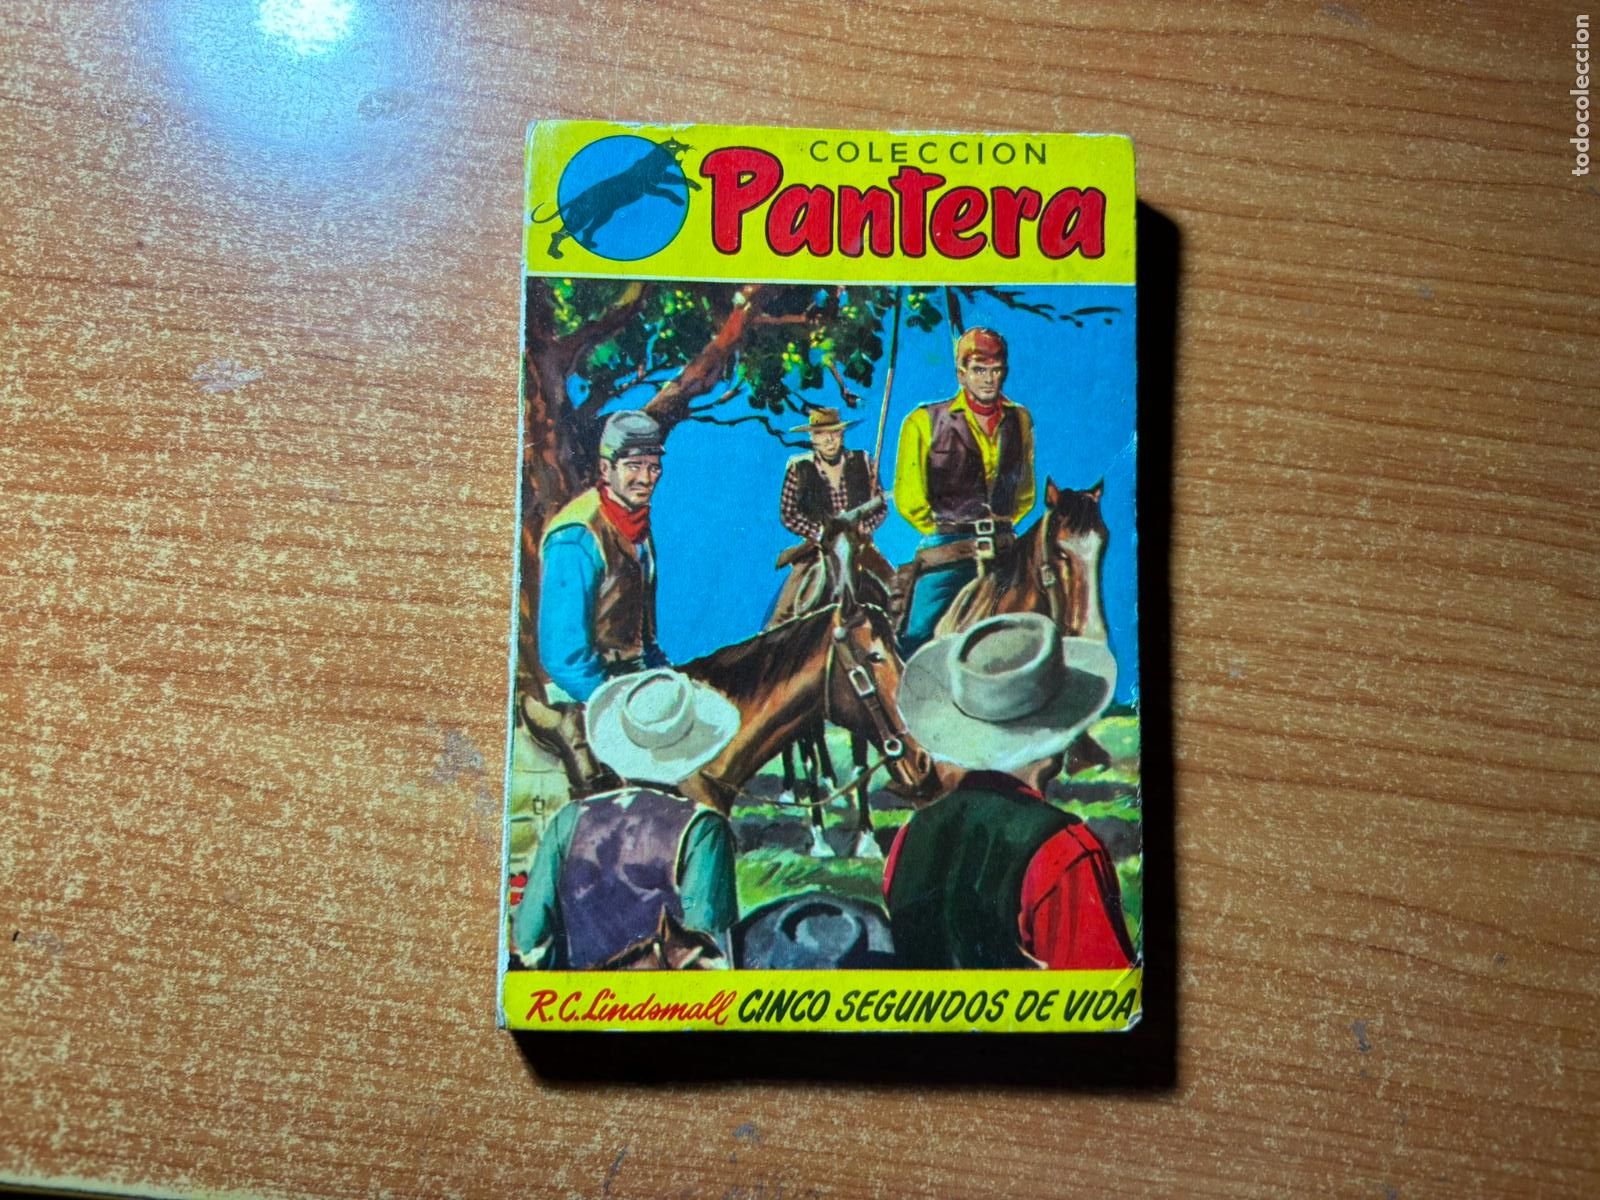 COLECCION
Pantera
R.C. Lindsmall CINCO SEGUNDOS DE VIDA
todocoleccion